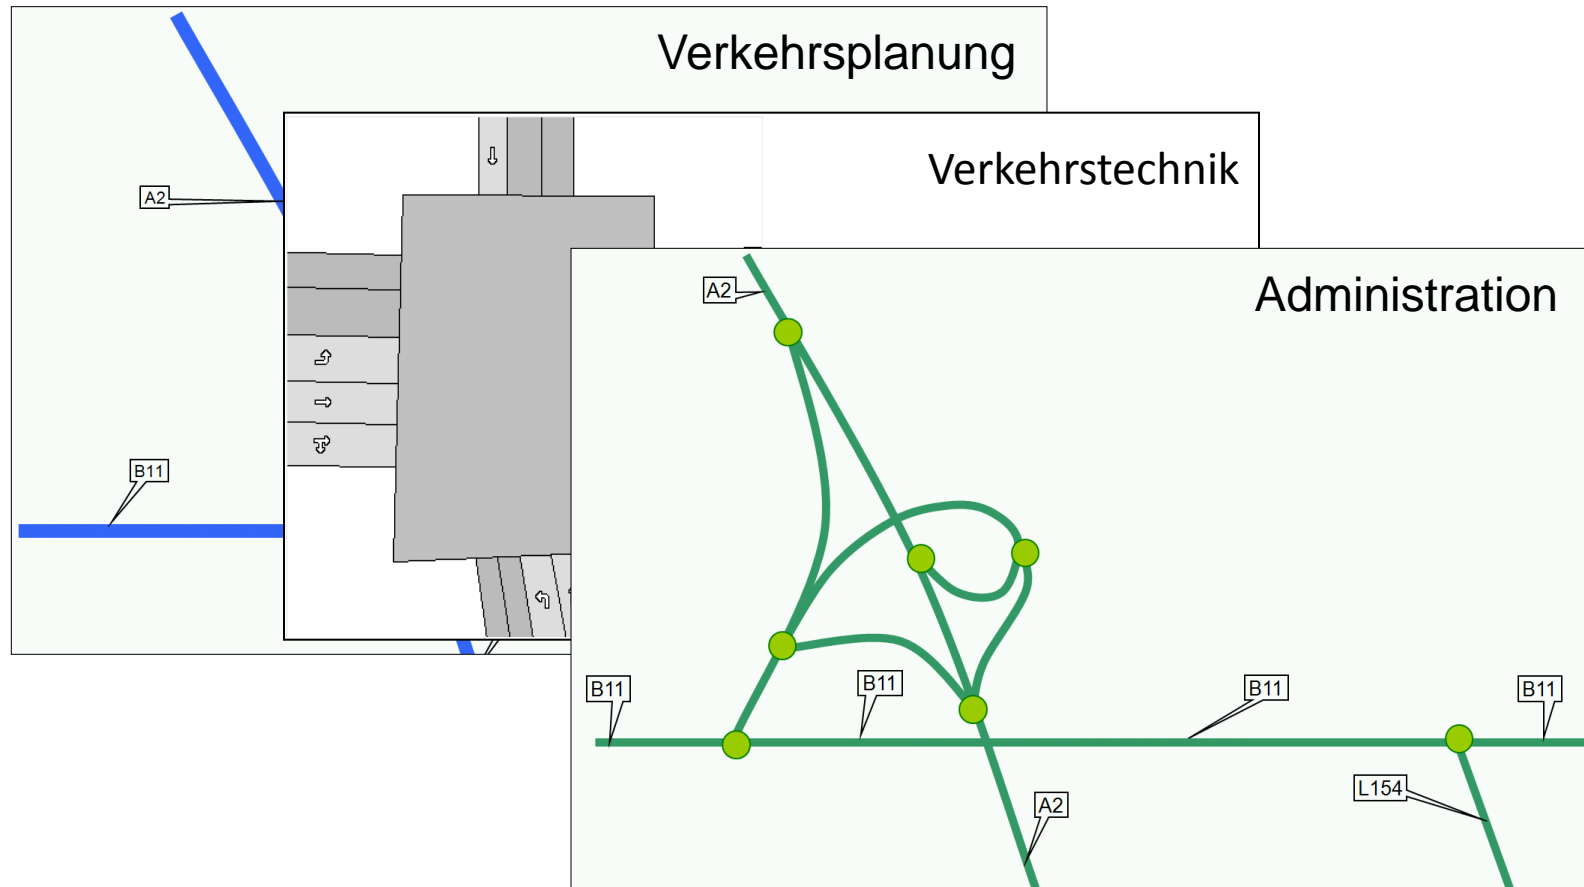 Verkehrsplanung
A2
B11
Verkehrstechnik
Administration
A2
B11
B11
B11
B11
L154
A2